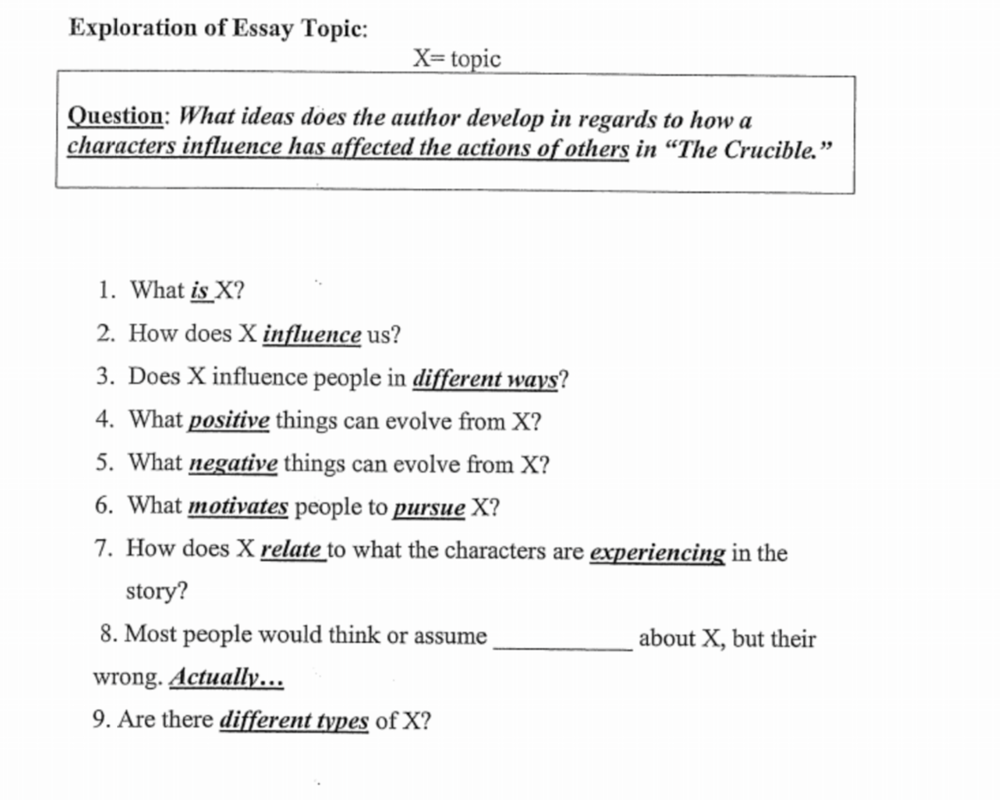 Exploration of Essay Topic:
X= topic
Question: What ideas does the author develop in regards to how a
characters influence has affected the actions of others in “The Crucible.”
1. What is X?
2. How does X influence us?
3. Does X influence people in different ways?
4. What positive things can evolve from X?
5. What negative things can evolve from X?
6. What motivates people to pursue X?
7. How does X relate to what the characters are experiencing in the
story?
8. Most people would think or assume __________ about X, but their
wrong. Actually...
9. Are there different types of X?